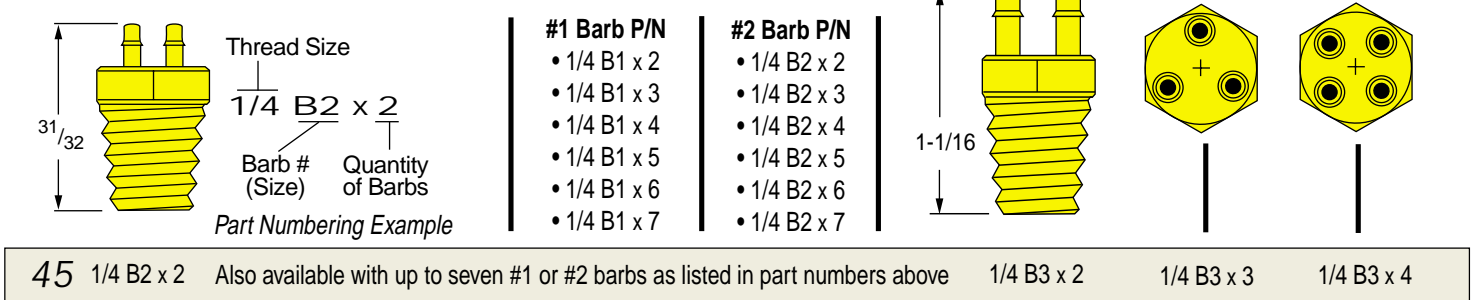 31/32
Thread Size
1/4 B2 x 2
Barb # (Size)
Quantity of Barbs
Part Numbering Example
#1 Barb P/N
• 1/4 B1 x 2
• 1/4 B1 x 3
• 1/4 B1 x 4
• 1/4 B1 x 5
• 1/4 B1 x 6
• 1/4 B1 x 7
#2 Barb P/N
• 1/4 B2 x 2
• 1/4 B2 x 3
• 1/4 B2 x 4
• 1/4 B2 x 5
• 1/4 B2 x 6
• 1/4 B2 x 7
1-1/16
45 1/4 B2 x 2 Also available with up to seven #1 or #2 barbs as listed in part numbers above 1/4 B3 x 2 1/4 B3 x 3 1/4 B3 x 4